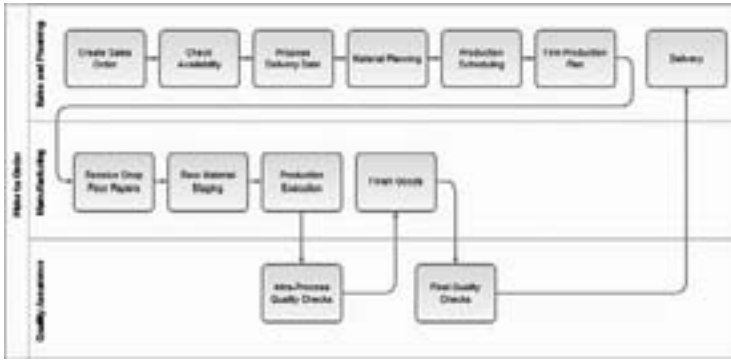 Make to Order
Sales and Planning
Create Sales
Order
Check
Availability
Propose
Delivery Date
Material Planning
Production
Scheduling
Firm Production
Plan
Delivery
Manufacturing
Receive Shop
Floor Papers
Raw Material
Staging
Production
Execution
Finish Goods
Quality Assurance
Intra-Process
Quality Checks
Final Quality
Checks